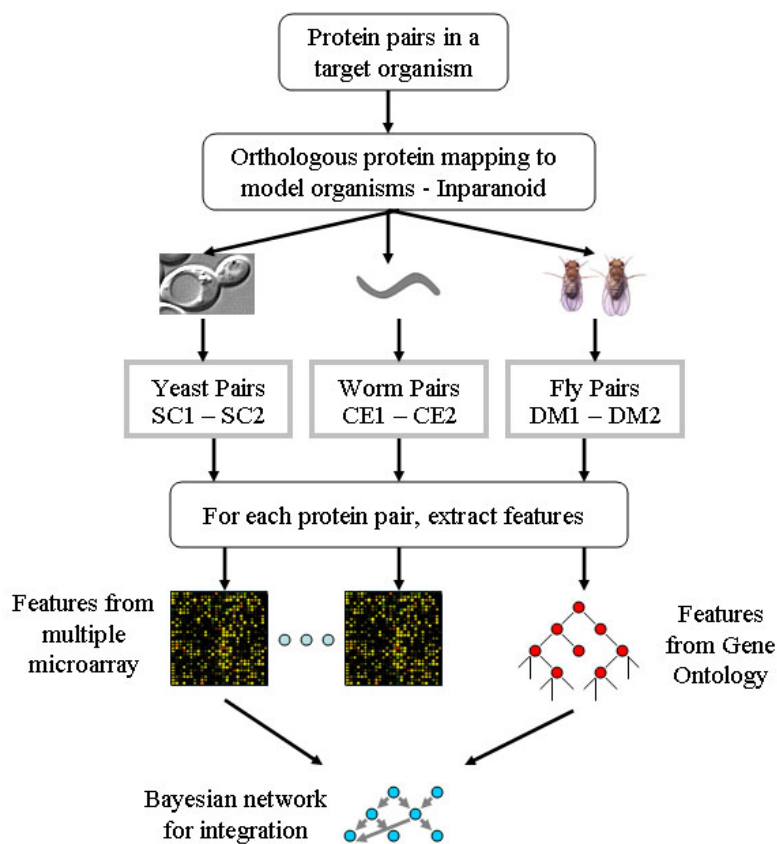 Protein pairs in a
target organism
Orthologous protein mapping to
model organisms - Inparanoid
Yeast Pairs
SC1 – SC2
Worm Pairs
CE1 – CE2
Fly Pairs
DM1 – DM2
For each protein pair, extract features
Features from
multiple
microarray
Features
from Gene
Ontology
Bayesian network
for integration